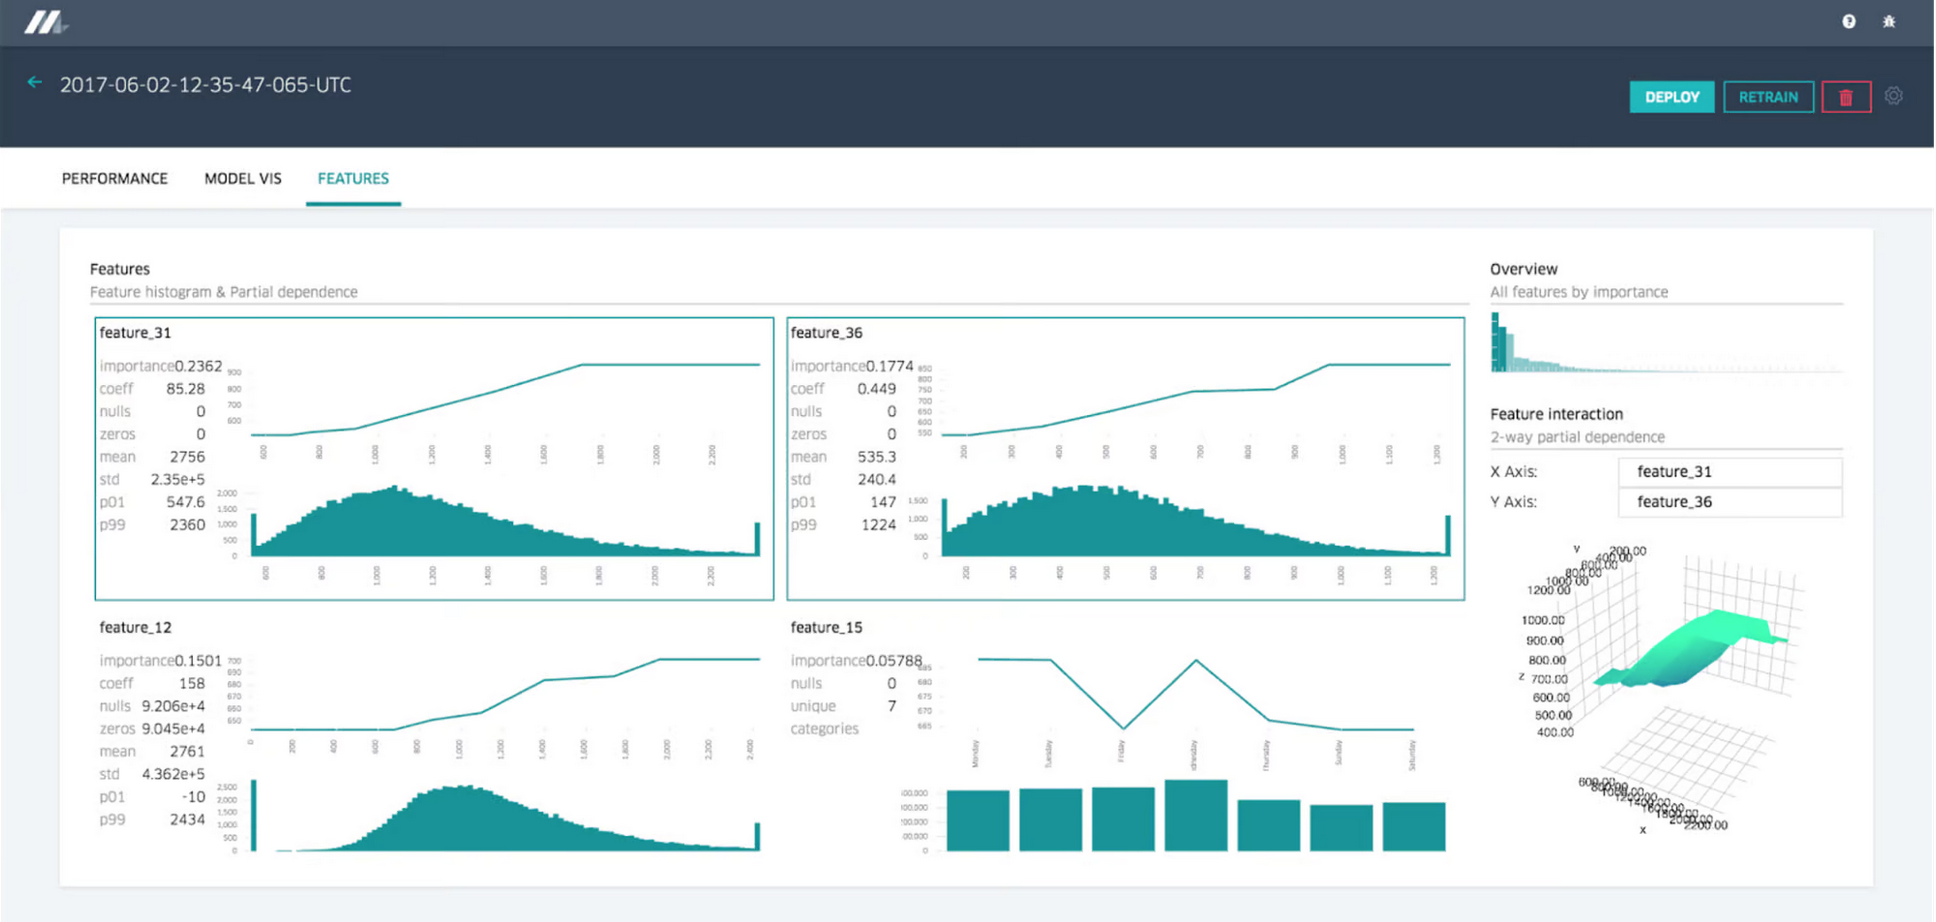 2017-06-02-12-35-47-065-UTC
DEPLOY
RETRAIN
PERFORMANCE
MODEL VIS
FEATURES
Features
Feature histogram & Partial dependence
feature_31
importance0.2362
coeff 85.28
nulls 0
zeros 0
mean 2756
std 2.35e+5
p01 547.6
p99 2360
900
800
700
600
600 800 1,000 1,200 1,400 1,600 1,800 2,000 2,200
2,000
1,500
1,000
500
0
600 800 1,000 1,200 1,400 1,600 1,800 2,000 2,200
feature_36
importance0.1774
coeff 0.449
nulls 0
zeros 0
mean 535.3
std 240.4
p01 147
p99 1224
850
800
750
700
650
600
550
200 300 400 500 600 700 800 900 1,000 1,100 1,200
1,500
1,000
500
0
200 300 400 500 600 700 800 900 1,000 1,100 1,200
feature_12
importance0.1501
coeff 158
nulls 9.206e+4
zeros 9.045e+4
mean 2761
std 4.362e+5
p01 -10
p99 2434
700
690
680
670
660
650
0 200 400 600 800 1,000 1,200 1,400 1,600 1,800 2,000 2,200 2,400
2,500
2,000
1,500
1,000
500
0
feature_15
importance0.05788
nulls 0
unique 7
categories
685
680
675
670
665
Monday Tuesday Friday ednesday Thursday Sunday Saturday
00,000
00,000
00,000
00,000
0
Overview
All features by importance
Feature interaction
2-way partial dependence
X Axis: feature_31
Y Axis: feature_36
y
200.00
400.00
600.00
800.00
1000.00
1200.00
1000.00
900.00
800.00
z 700.00
600.00
500.00
400.00
600.00
800.00
1000.00
1200.00
1400.00
1600.00
1800.00
2000.00
2200.00
x